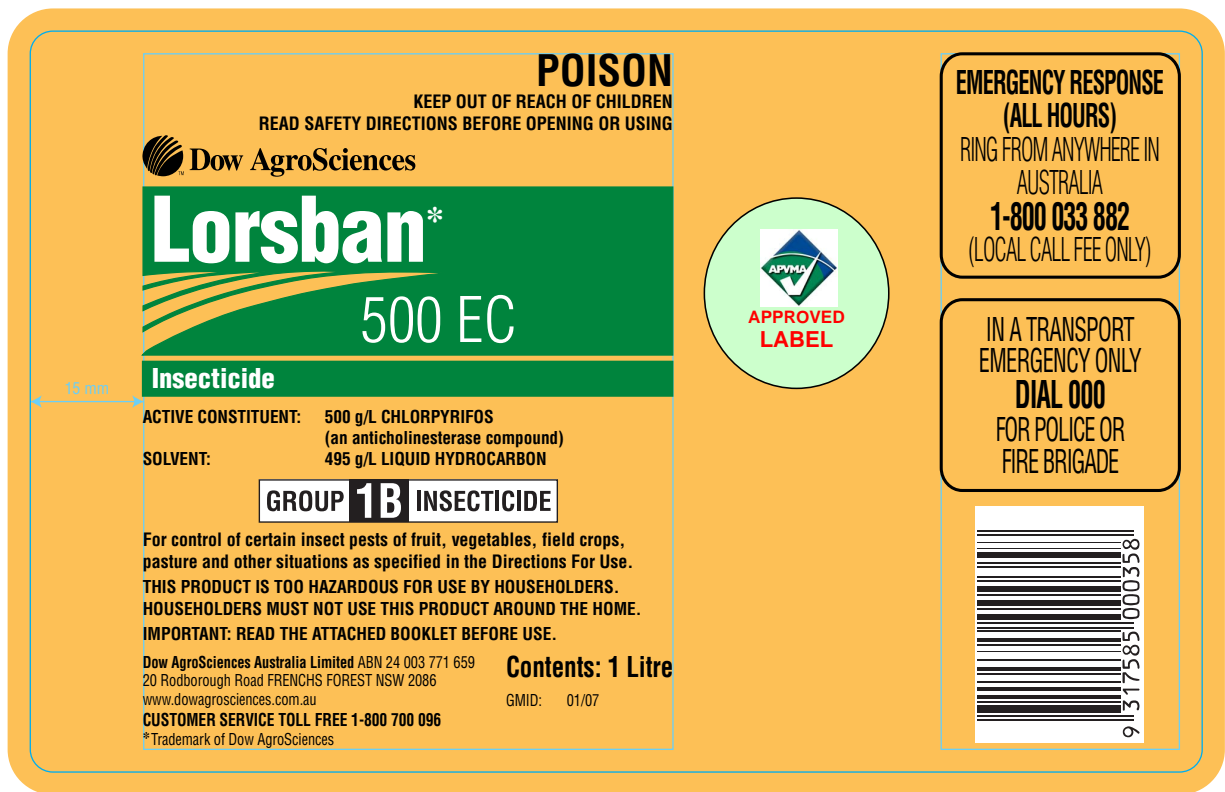 POISON
KEEP OUT OF REACH OF CHILDREN
READ SAFETY DIRECTIONS BEFORE OPENING OR USING
TM
Dow AgroSciences
Lorsban*
500 EC
Insecticide
15 mm
ACTIVE CONSTITUENT: 500 g/L CHLORPYRIFOS
(an anticholinesterase compound)
SOLVENT: 495 g/L LIQUID HYDROCARBON
GROUP 1B INSECTICIDE
For control of certain insect pests of fruit, vegetables, field crops,
pasture and other situations as specified in the Directions For Use.
THIS PRODUCT IS TOO HAZARDOUS FOR USE BY HOUSEHOLDERS.
HOUSEHOLDERS MUST NOT USE THIS PRODUCT AROUND THE HOME.
IMPORTANT: READ THE ATTACHED BOOKLET BEFORE USE.
Dow AgroSciences Australia Limited ABN 24 003 771 659
20 Rodborough Road FRENCHS FOREST NSW 2086
www.dowagrosciences.com.au
CUSTOMER SERVICE TOLL FREE 1-800 700 096
*Trademark of Dow AgroSciences
Contents: 1 Litre
GMID: 01/07
APVMA
APPROVED
LABEL
EMERGENCY RESPONSE
(ALL HOURS)
RING FROM ANYWHERE IN
AUSTRALIA
1-800 033 882
(LOCAL CALL FEE ONLY)
IN A TRANSPORT
EMERGENCY ONLY
DIAL 000
FOR POLICE OR
FIRE BRIGADE
9 317585 000358